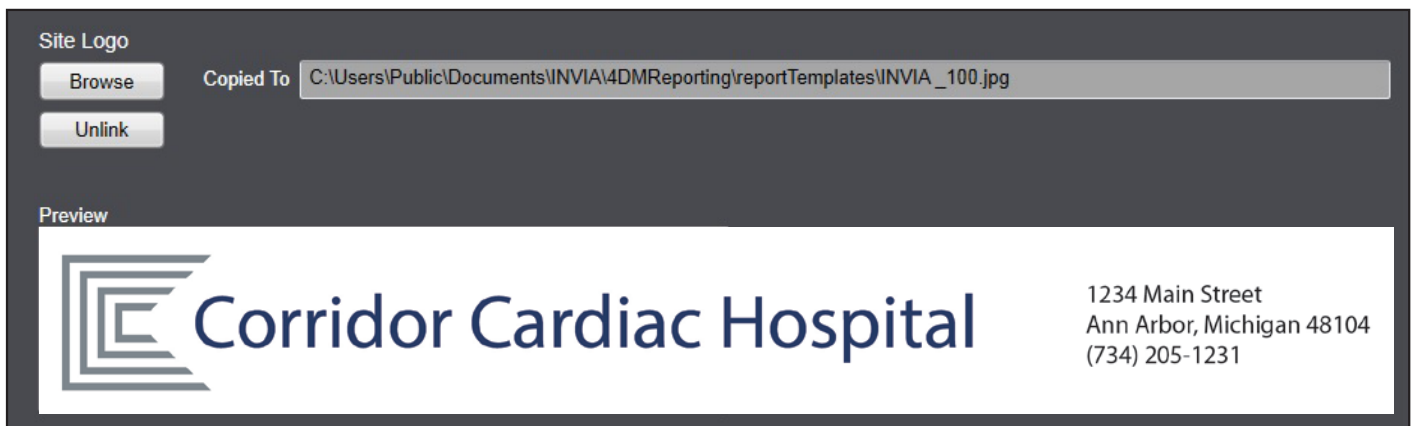 Site Logo
Browse
Copied To
C:\Users\Public\Documents\INVIA\4DMReporting\reportTemplates\INVIA _100.jpg
Unlink
Preview
Corridor Cardiac Hospital
1234 Main Street
Ann Arbor, Michigan 48104
(734) 205-1231